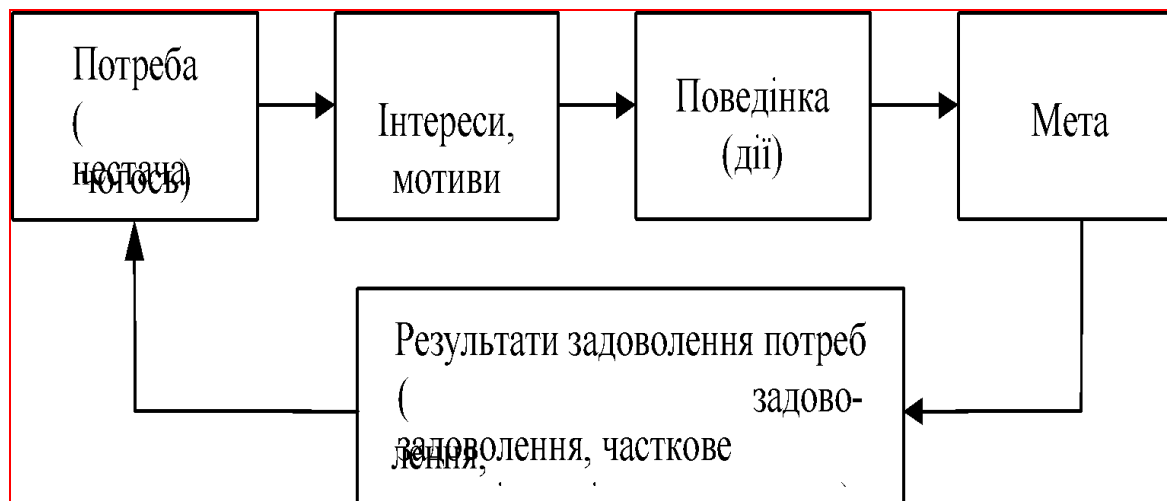 Потреба
(
нестача
чогось)
Інтереси,
мотиви
Поведінка
(дії)
Мета
Результати задоволення потреб
( задово-
лення,
задоволення, часткове